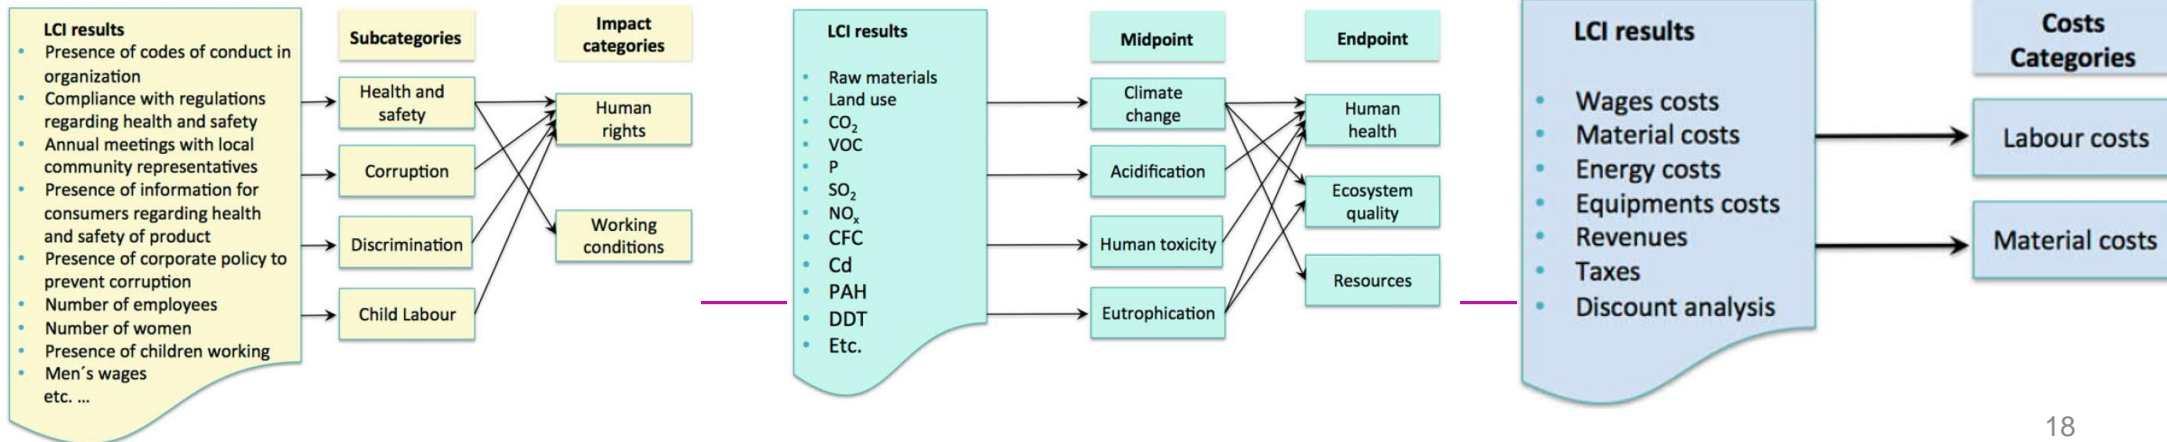 LCI results
• Presence of codes of conduct in
organization
• Compliance with regulations
regarding health and safety
• Annual meetings with local
community representatives
• Presence of information for
consumers regarding health
and safety of product
• Presence of corporate policy to
prevent corruption
• Number of employees
• Number of women
• Presence of children working
• Men´s wages
etc. ...
Subcategories
Health and
safety
Corruption
Discrimination
Child Labour
Impact
categories
Human
rights
Working
conditions
LCI results
• Raw materials
• Land use
• CO₂
• VOC
• P
• SO₂
• NOₓ
• CFC
• Cd
• PAH
• DDT
• Etc.
Midpoint
Climate
change
Acidification
Human toxicity
Eutrophication
Endpoint
Human
health
Ecosystem
quality
Resources
LCI results
• Wages costs
• Material costs
• Energy costs
• Equipments costs
• Revenues
• Taxes
• Discount analysis
Costs
Categories
Labour costs
Material costs
18